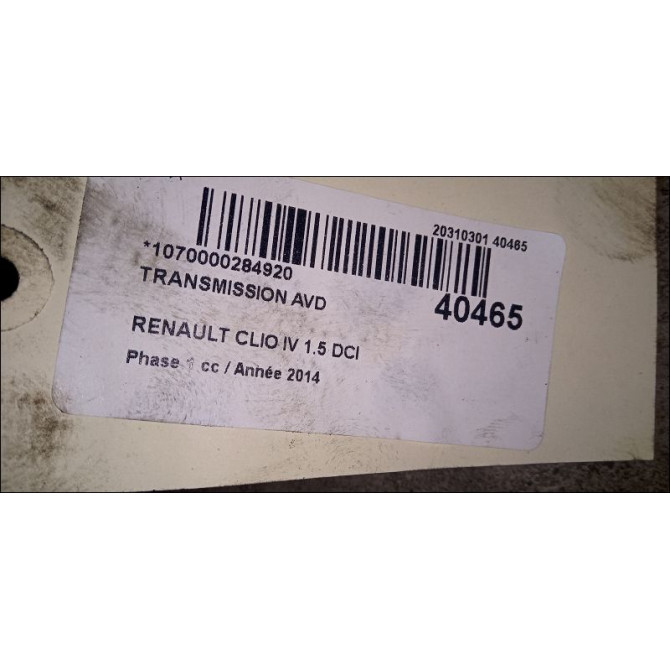 20310301 40465
*1070000284920
TRANSMISSION AVD
40465
RENAULT CLIO IV 1.5 DCI
Phase 1 cc / Année 2014